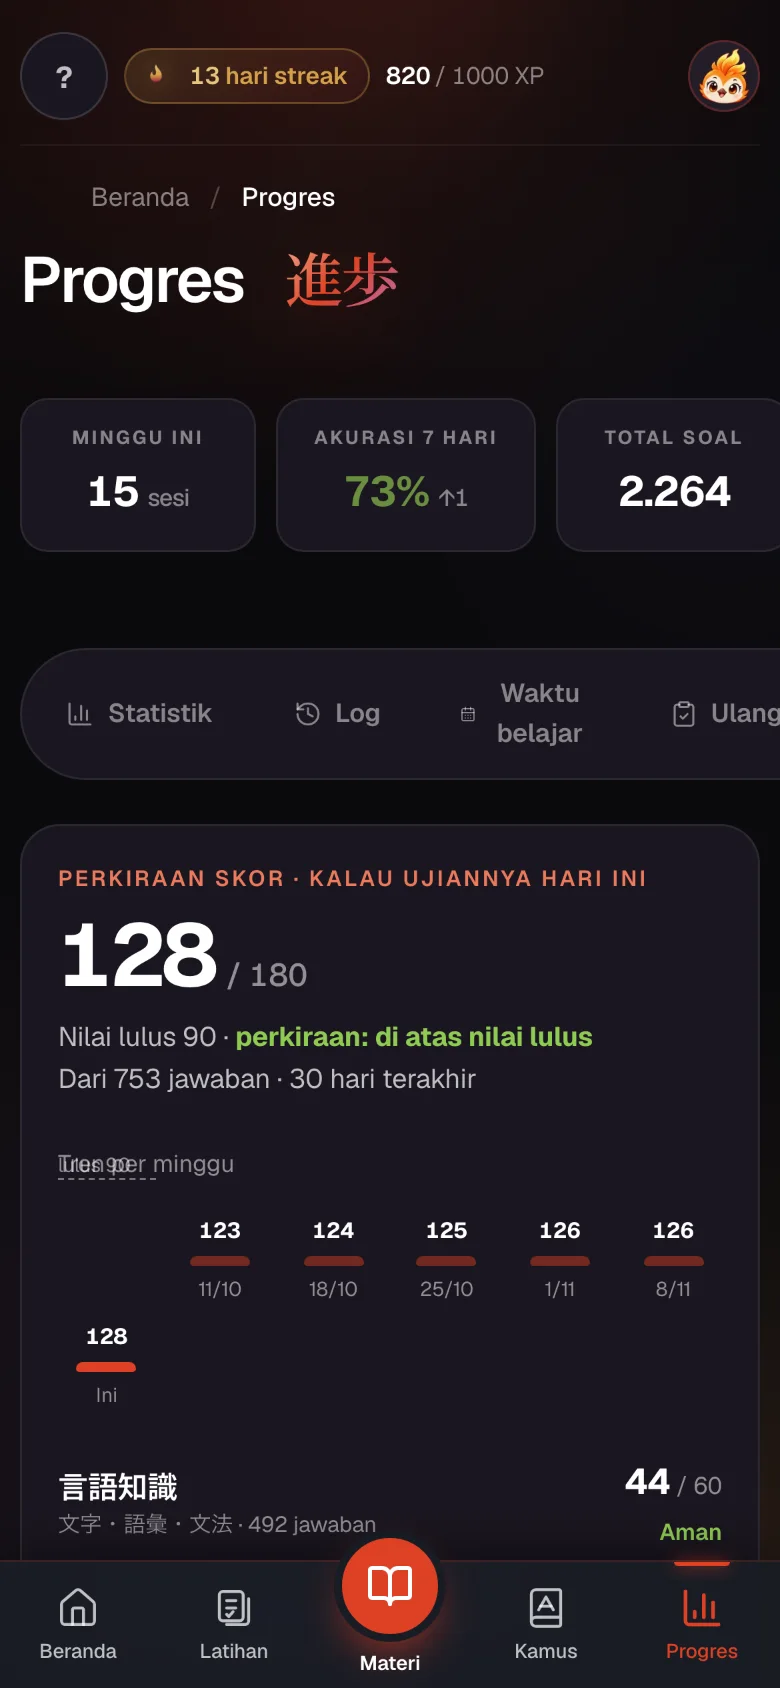 ?
13 hari streak
820 / 1000 XP
Beranda / Progres
Progres 進歩
MINGGU INI
15 sesi
AKURASI 7 HARI
73% ↑1
TOTAL SOAL
2.264
Statistik
Log
Waktu
belajar
Ulang
PERKIRAAN SKOR · KALAU UJIANNYA HARI INI
128 / 180
Nilai lulus 90 · perkiraan: di atas nilai lulus
Dari 753 jawaban · 30 hari terakhir
Tren per minggu
lulus 90
123
11/10
124
18/10
125
25/10
126
1/11
126
8/11
128
Ini
言語知識
文字・語彙・文法 · 492 jawaban
44 / 60
Aman
Beranda
Latihan
Materi
Kamus
Progres